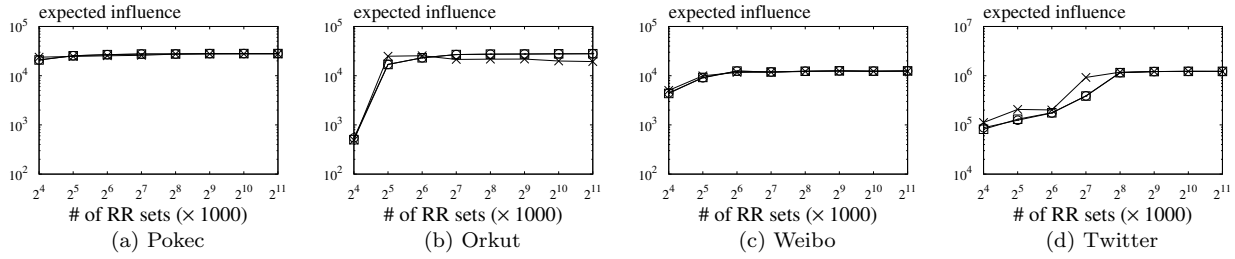 expected influence
10^5
10^4
10^3
10^2
2^4 2^5 2^6 2^7 2^8 2^9 2^10 2^11
# of RR sets (× 1000)
(a) Pokec
expected influence
10^5
10^4
10^3
10^2
2^4 2^5 2^6 2^7 2^8 2^9 2^10 2^11
# of RR sets (× 1000)
(b) Orkut
expected influence
10^5
10^4
10^3
10^2
2^4 2^5 2^6 2^7 2^8 2^9 2^10 2^11
# of RR sets (× 1000)
(c) Weibo
expected influence
10^7
10^6
10^5
10^4
2^4 2^5 2^6 2^7 2^8 2^9 2^10 2^11
# of RR sets (× 1000)
(d) Twitter